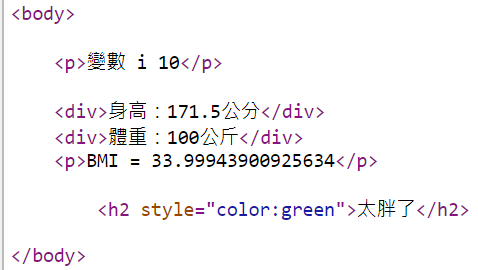 <body>
<p>變數 i 10</p>
<div>身高：171.5公分</div>
<div>體重：100公斤</div>
<p>BMI = 33.99943900925634</p>
<h2 style="color:green">太胖了</h2>
</body>